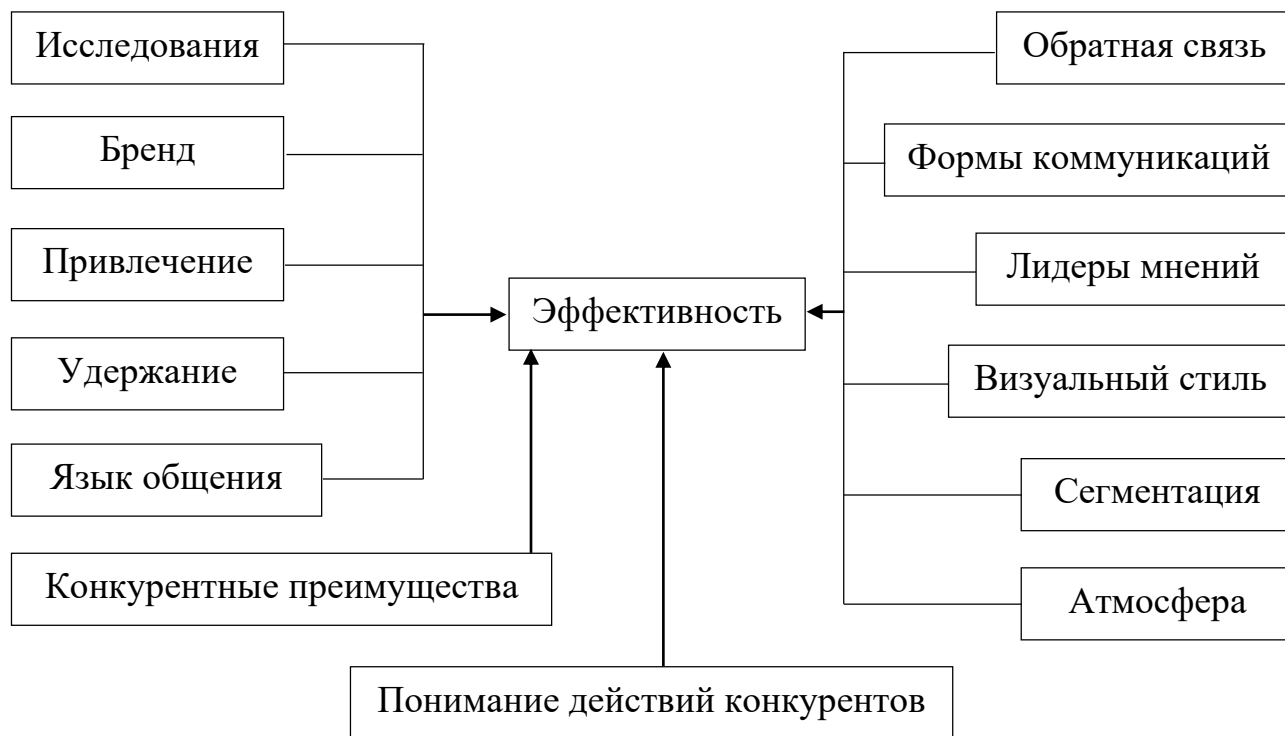 Исследования
Бренд
Привлечение
Удержание
Язык общения
Конкурентные преимущества
Эффективность
Понимание действий конкурентов
Обратная связь
Формы коммуникаций
Лидеры мнений
Визуальный стиль
Сегментация
Атмосфера